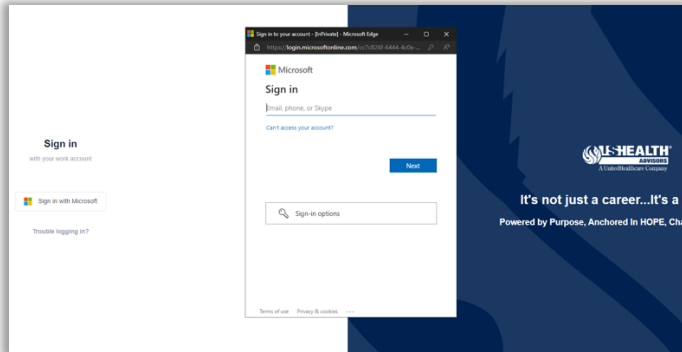 Sign in
with your work account
Sign in with Microsoft
Trouble logging in?
Sign in to your account - [InPrivate] - Microsoft Edge
https://login.microsoftonline.com/
Microsoft
Sign in
Email, phone, or Skype
Can't access your account?
Next
Sign-in options
Terms of use Privacy & cookies ...
USHEALTH
ADVISORS
A UnitedHealthcare Company
It's not just a career...It's a
Powered by Purpose, Anchored In HOPE, Cha